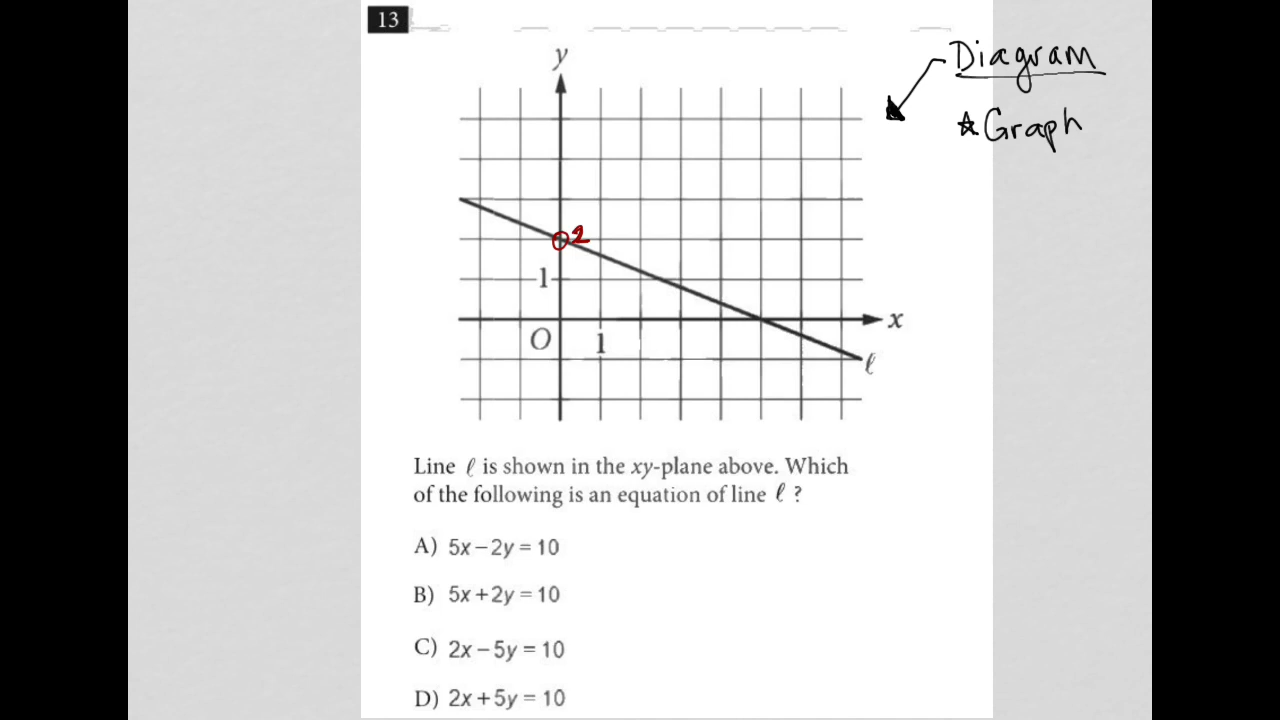 13
Diagram
☆Graph
y
2
1
x
O
1
ℓ
Line ℓ is shown in the xy-plane above. Which
of the following is an equation of line ℓ ?
A) 5x−2y = 10
B) 5x+2y = 10
C) 2x−5y = 10
D) 2x+5y = 10